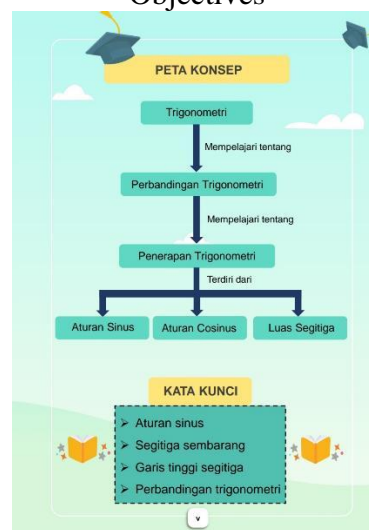 Objectives
PETA KONSEP
Trigonometri
Mempelajari tentang
Perbandingan Trigonometri
Mempelajari tentang
Penerapan Trigonometri
Terdiri dari
Aturan Sinus
Aturan Cosinus
Luas Segitiga
KATA KUNCI
➢ Aturan sinus
➢ Segitiga sembarang
➢ Garis tinggi segitiga
➢ Perbandingan trigonometri
v